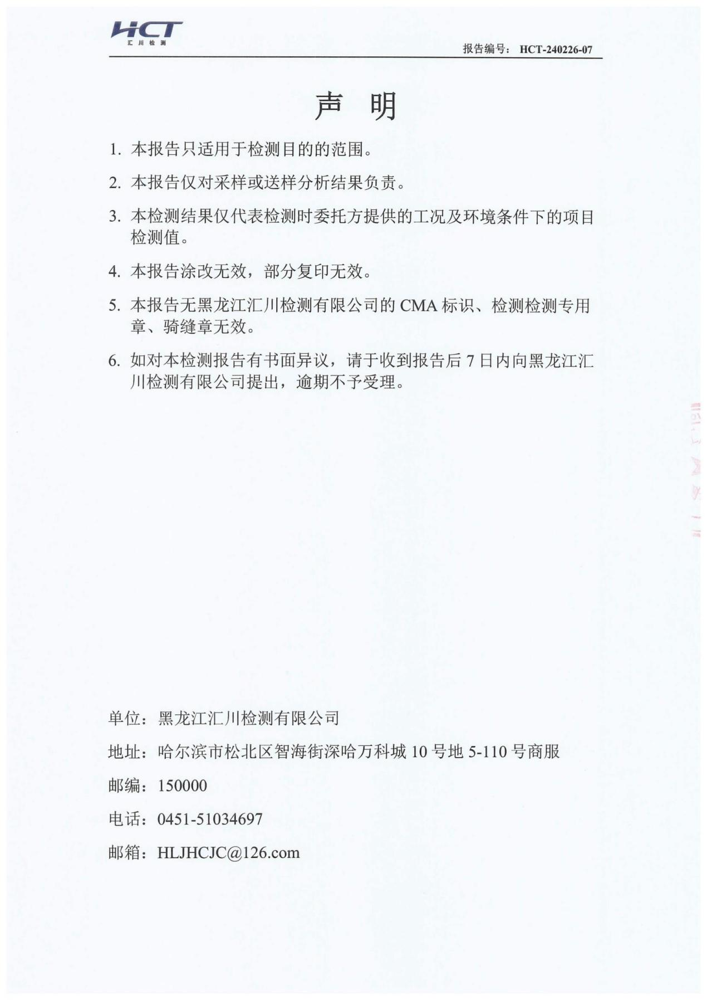 HCT
汇川检测
报告编号： HCT-240226-07
声 明
1. 本报告只适用于检测目的的范围。
2. 本报告仅对采样或送样分析结果负责。
3. 本检测结果仅代表检测时委托方提供的工况及环境条件下的项目
检测值。
4. 本报告涂改无效，部分复印无效。
5. 本报告无黑龙江汇川检测有限公司的 CMA 标识、检测检测专用
章、骑缝章无效。
6. 如对本检测报告有书面异议，请于收到报告后 7 日内向黑龙江汇
川检测有限公司提出，逾期不予受理。
单位：黑龙江汇川检测有限公司
地址：哈尔滨市松北区智海街深哈万科城 10 号地 5-110 号商服
邮编：150000
电话：0451-51034697
邮箱：HLJHCJC@126.com